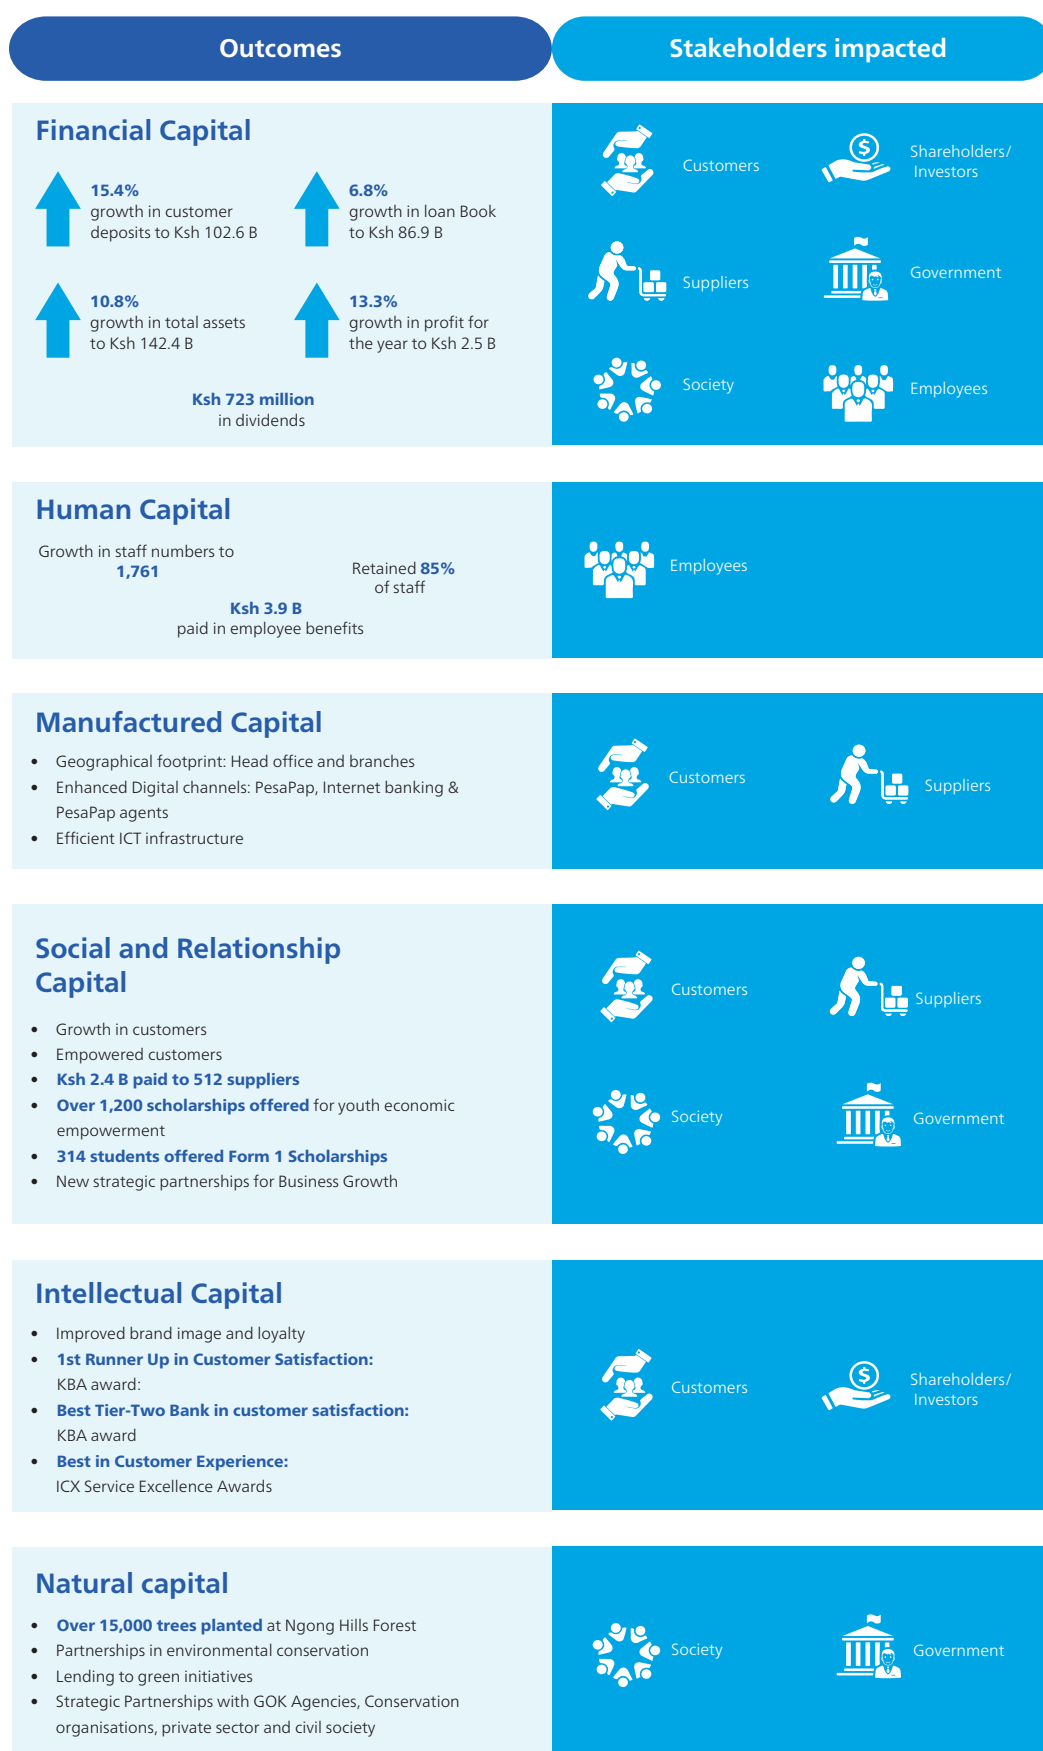 Outcomes
Stakeholders impacted
Financial Capital
15.4%
growth in customer
deposits to Ksh 102.6 B
6.8%
growth in loan Book
to Ksh 86.9 B
10.8%
growth in total assets
to Ksh 142.4 B
13.3%
growth in profit for
the year to Ksh 2.5 B
Ksh 723 million
in dividends
Customers
Shareholders/
Investors
Suppliers
Government
Society
Employees
Human Capital
Growth in staff numbers to
1,761
Retained 85%
of staff
Ksh 3.9 B
paid in employee benefits
Employees
Manufactured Capital
• Geographical footprint: Head office and branches
• Enhanced Digital channels: PesaPap, Internet banking &
PesaPap agents
• Efficient ICT infrastructure
Customers
Suppliers
Social and Relationship
Capital
• Growth in customers
• Empowered customers
• Ksh 2.4 B paid to 512 suppliers
• Over 1,200 scholarships offered for youth economic
empowerment
• 314 students offered Form 1 Scholarships
• New strategic partnerships for Business Growth
Customers
Suppliers
Society
Government
Intellectual Capital
• Improved brand image and loyalty
• 1st Runner Up in Customer Satisfaction:
KBA award:
• Best Tier-Two Bank in customer satisfaction:
KBA award
• Best in Customer Experience:
ICX Service Excellence Awards
Customers
Shareholders/
Investors
Natural capital
• Over 15,000 trees planted at Ngong Hills Forest
• Partnerships in environmental conservation
• Lending to green initiatives
• Strategic Partnerships with GOK Agencies, Conservation
organisations, private sector and civil society
Society
Government